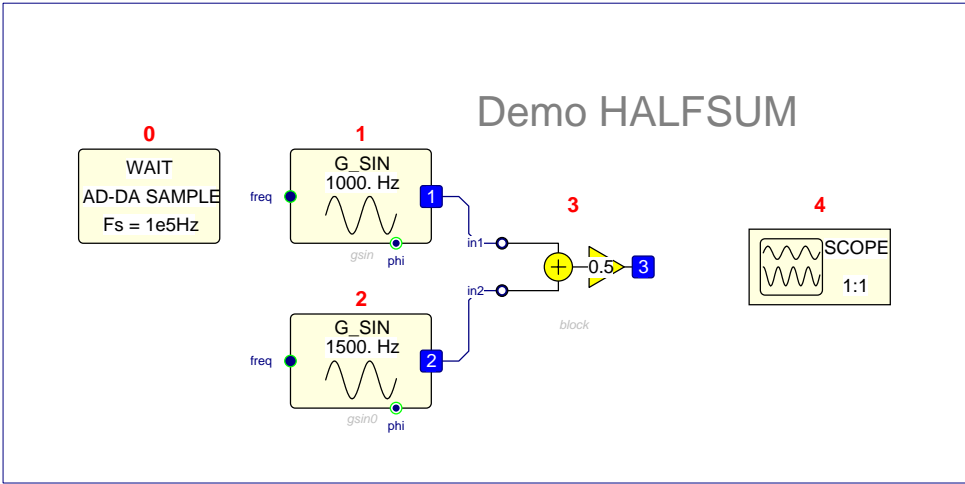 Demo HALFSUM
0
WAIT
AD-DA SAMPLE
Fs = 1e5Hz
1
G_SIN
1000. Hz
freq
1
gsin
phi
2
G_SIN
1500. Hz
freq
2
gsin0
phi
3
in1
in2
+
0.5
3
block
4
SCOPE
1:1